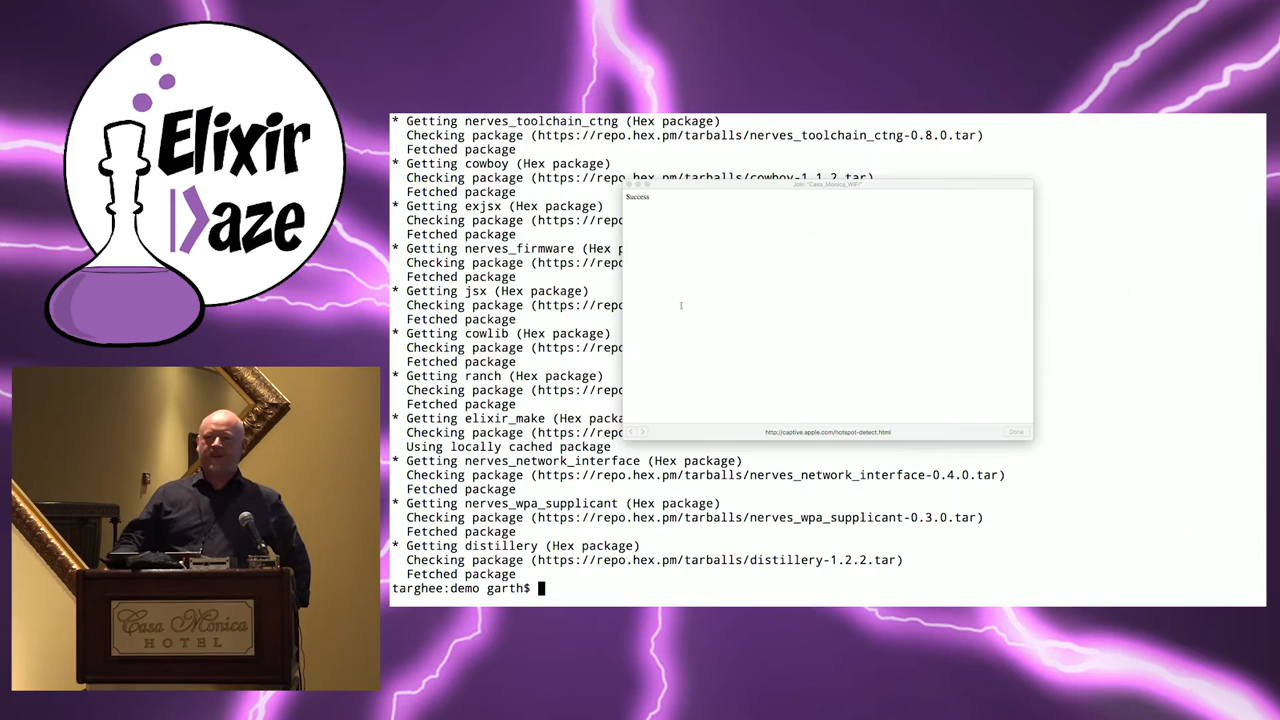 Elixir
Daze
* Getting nerves_toolchain_ctng (Hex package)
Checking package (https://repo.hex.pm/tarballs/nerves_toolchain_ctng-0.8.0.tar)
Fetched package
* Getting cowboy (Hex package)
Checking package (https://repo.hex.pm/tarballs/cowboy-1.1.2.tar)
Fetched package
* Getting exjsx (Hex package)
Checking package (https://repo
Fetched package
* Getting nerves_firmware (Hex p
Checking package (https://repo
Fetched package
* Getting jsx (Hex package)
Checking package (https://repo
Fetched package
* Getting cowlib (Hex package)
Checking package (https://repo
Fetched package
* Getting ranch (Hex package)
Checking package (https://repo
Fetched package
* Getting elixir_make (Hex packa
Checking package (https://repo
Using locally cached package
* Getting nerves_network_interface (Hex package)
Checking package (https://repo.hex.pm/tarballs/nerves_network_interface-0.4.0.tar)
Fetched package
* Getting nerves_wpa_supplicant (Hex package)
Checking package (https://repo.hex.pm/tarballs/nerves_wpa_supplicant-0.3.0.tar)
Fetched package
* Getting distillery (Hex package)
Checking package (https://repo.hex.pm/tarballs/distillery-1.2.2.tar)
Fetched package
targhee:demo garth$
Join "Casa_Monica_WiFi"
Success
http://captive.apple.com/hotspot-detect.html
Done
Casa Monica
HOTEL